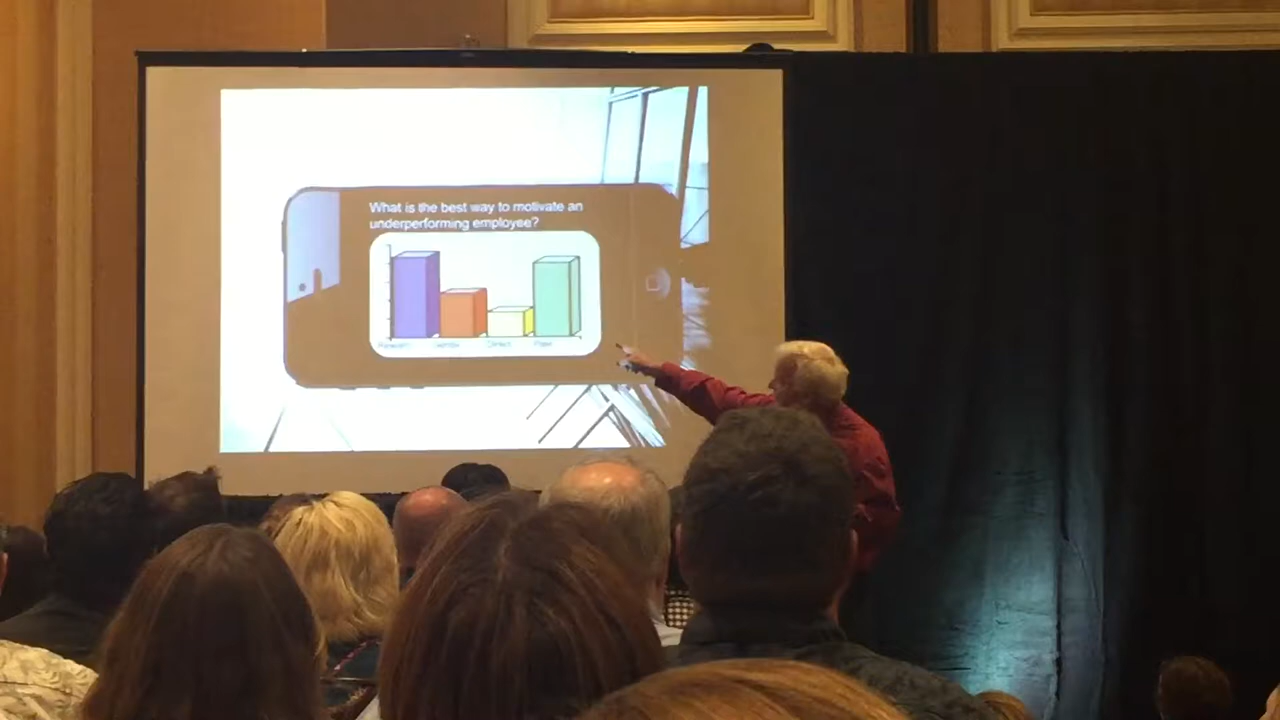 What is the best way to motivate an
underperforming employee?